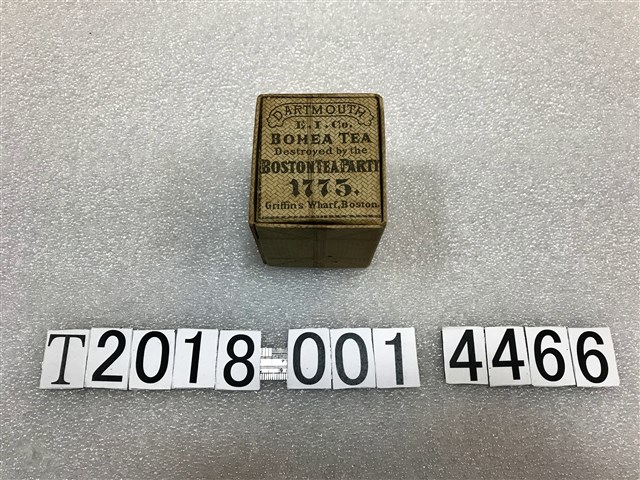 DARTMOUTH
E. I. Co.
BOHEA TEA
Destroyed by the
BOSTON TEA PARTY
1773.
Griffin's Wharf, Boston.
T2018 001 4466